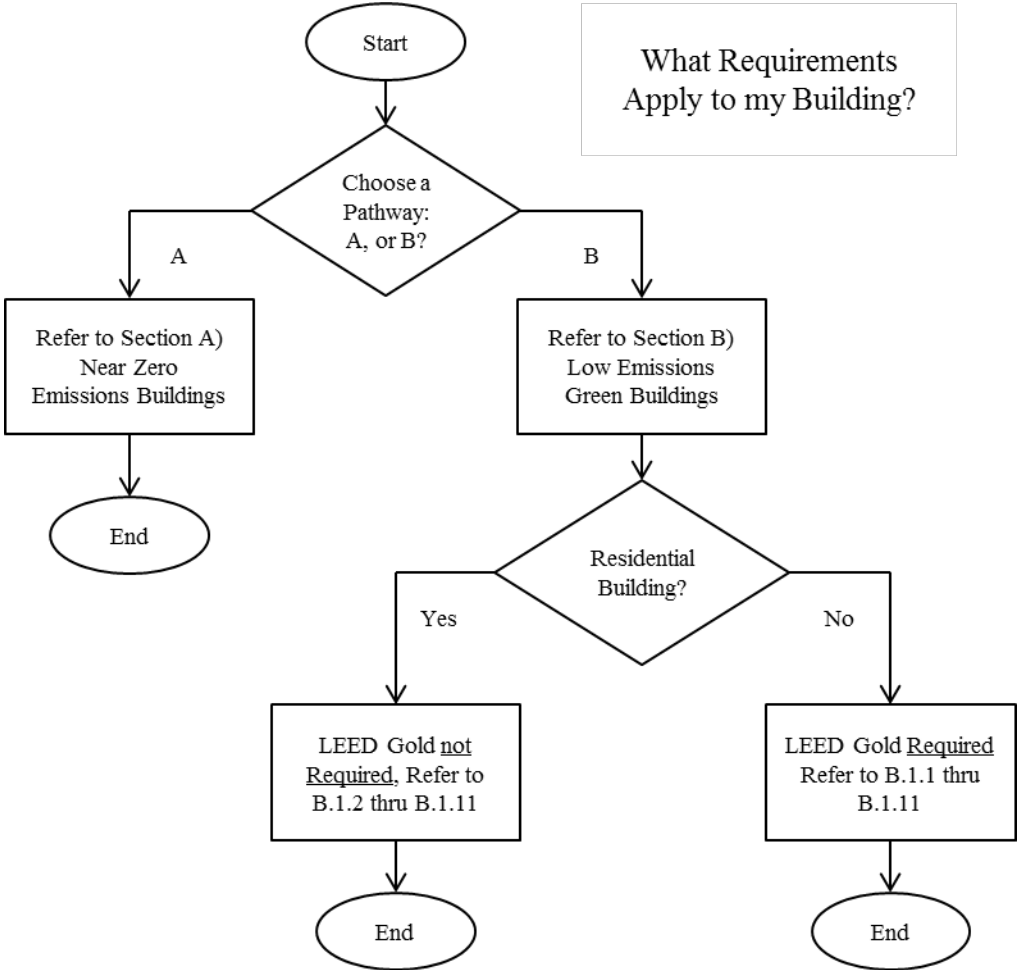 Start
What Requirements
Apply to my Building?
Choose a
Pathway:
A, or B?
A
B
Refer to Section A)
Near Zero
Emissions Buildings
Refer to Section B)
Low Emissions
Green Buildings
End
Residential
Building?
Yes
No
LEED Gold not
Required, Refer to
B.1.2 thru B.1.11
LEED Gold Required
Refer to B.1.1 thru
B.1.11
End
End